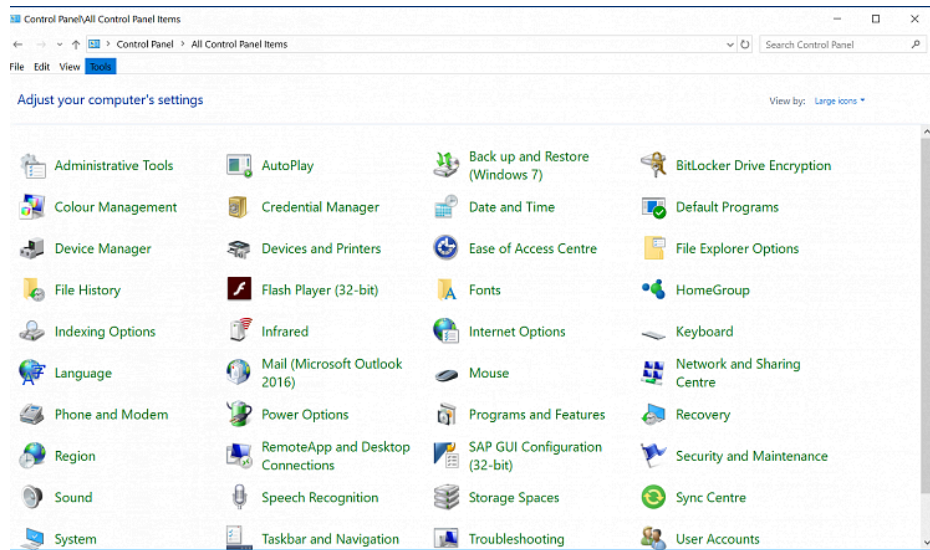 Control Panel\All Control Panel Items
Control Panel > All Control Panel Items
Search Control Panel
File Edit View Tools
Adjust your computer's settings
View by: Large icons
Administrative Tools
AutoPlay
Back up and Restore
(Windows 7)
BitLocker Drive Encryption
Colour Management
Credential Manager
Date and Time
Default Programs
Device Manager
Devices and Printers
Ease of Access Centre
File Explorer Options
File History
Flash Player (32-bit)
Fonts
HomeGroup
Indexing Options
Infrared
Internet Options
Keyboard
Language
Mail (Microsoft Outlook
2016)
Mouse
Network and Sharing
Centre
Phone and Modem
Power Options
Programs and Features
Recovery
Region
RemoteApp and Desktop
Connections
SAP GUI Configuration
(32-bit)
Security and Maintenance
Sound
Speech Recognition
Storage Spaces
Sync Centre
System
Taskbar and Navigation
Troubleshooting
User Accounts